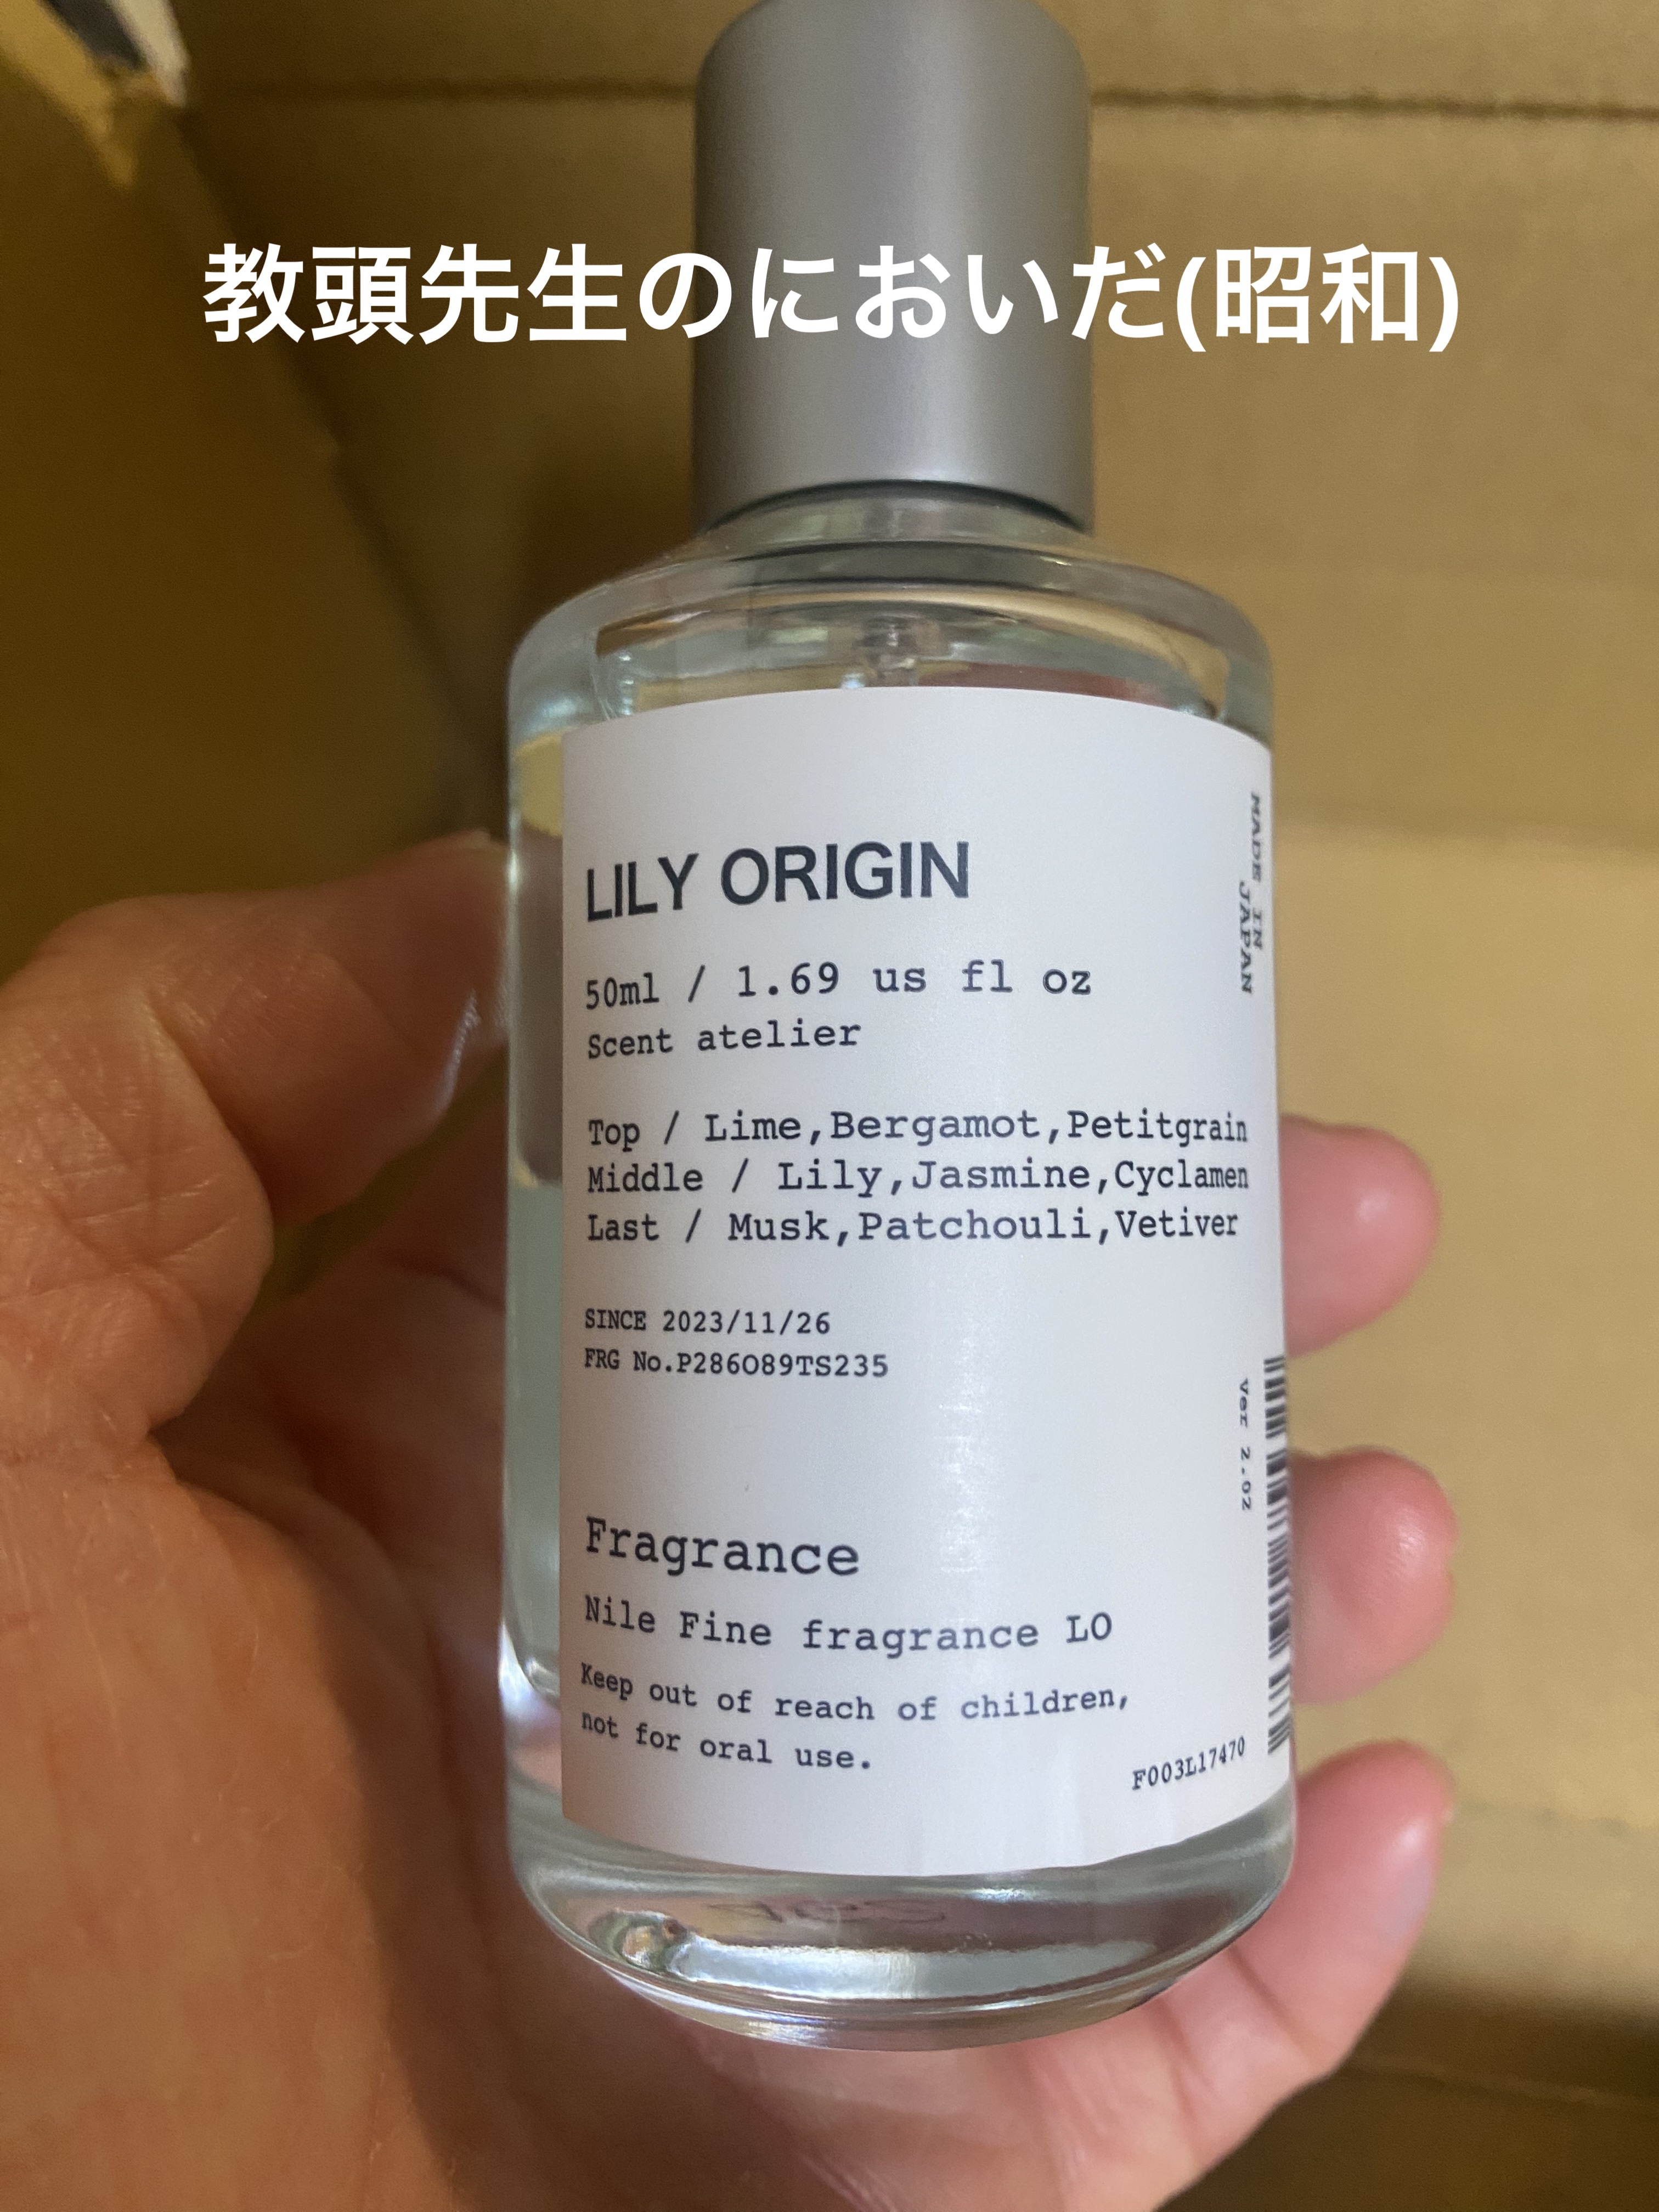 教頭先生のにおいだ(昭和)
LILY ORIGIN
50ml / 1.69 us fl oz
Scent atelier
Top / Lime,Bergamot,Petitgrain
Middle / Lily,Jasmine,Cyclamen
Last / Musk,Patchouli,Vetiver
SINCE 2023/11/26
FRG No.P286O89TS235
Fragrance
Nile Fine fragrance LO
Keep out of reach of children,
not for oral use.
F003L17470
MADE IN
JAPAN
Ver 2.02